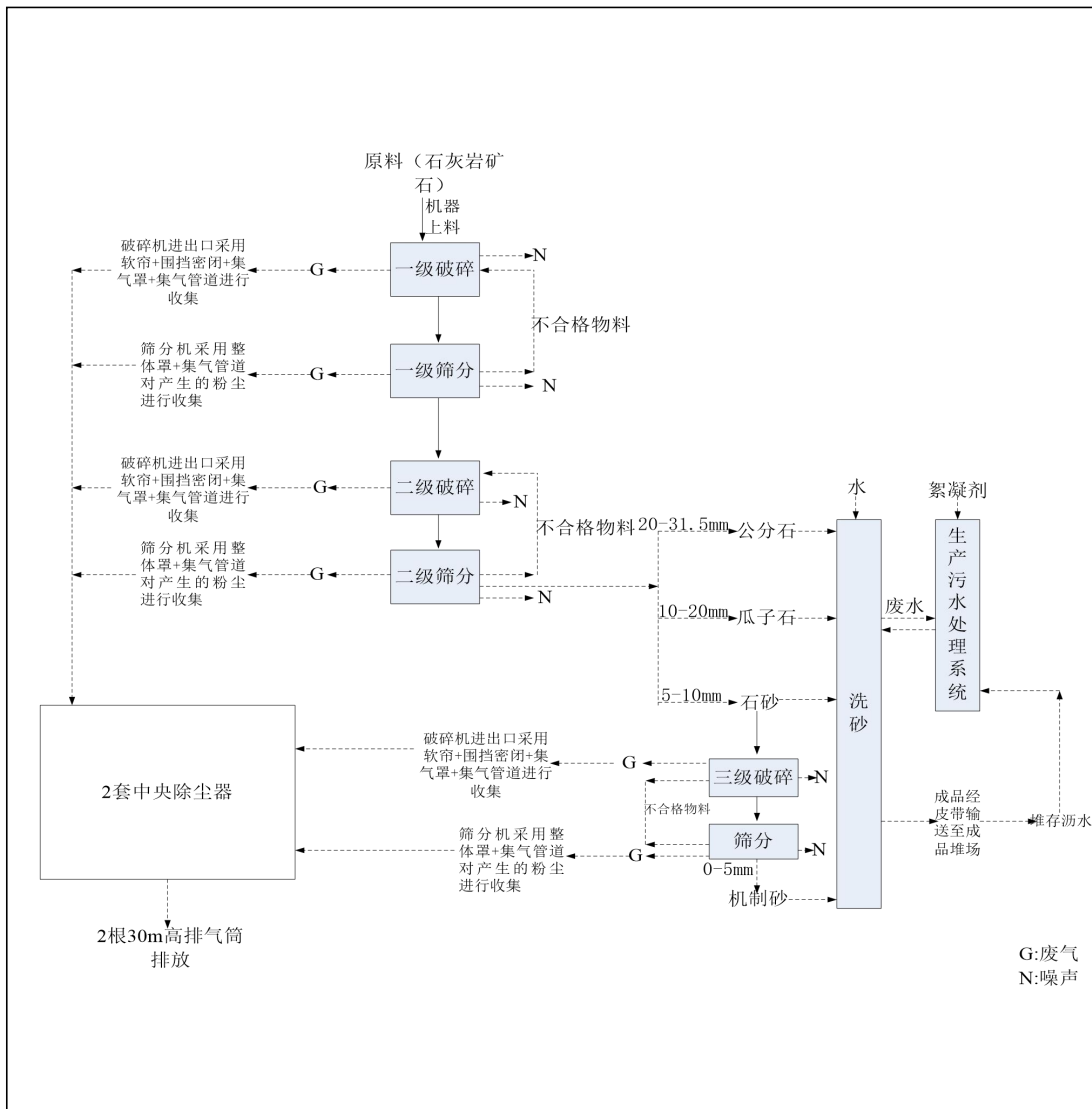 原料（石灰岩矿
石）
机器
上料
破碎机进出口采用
软帘+围挡密闭+集
气罩+集气管道进行
收集
G
一级破碎
N
不合格物料
筛分机采用整
体罩+集气管道
对产生的粉尘
进行收集
G
一级筛分
N
破碎机进出口采用
软帘+围挡密闭+集
气罩+集气管道进行
收集
G
二级破碎
N
不合格物料
筛分机采用整
体罩+集气管道
对产生的粉尘
进行收集
G
二级筛分
N
20-31.5mm
公分石
10-20mm
瓜子石
5-10mm
石砂
水
洗砂
废水
絮凝剂
生产污水处理系统
破碎机进出口采用
软帘+围挡密闭+集
气罩+集气管道进行
收集
G
三级破碎
N
不合格物料
筛分机采用整
体罩+集气管道
对产生的粉尘
进行收集
G
筛分
N
0-5mm
机制砂
成品经
皮带输
送至成
品堆场
堆存沥水
2套中央除尘器
2根30m高排气筒
排放
G:废气
N:噪声